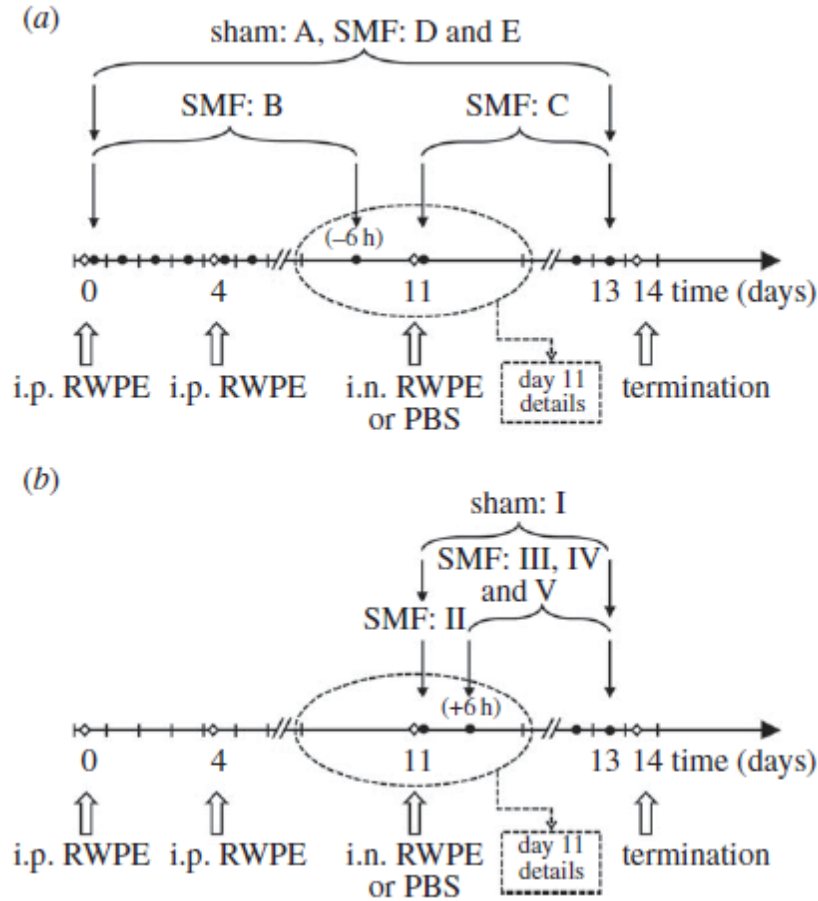 (a)
sham: A, SMF: D and E
SMF: B
SMF: C
(–6 h)
0
4
11
13 14 time (days)
i.p. RWPE
i.p. RWPE
i.n. RWPE
or PBS
day 11
details
termination
(b)
sham: I
SMF: III, IV
and V
SMF: II
(+6 h)
0
4
11
13 14 time (days)
i.p. RWPE
i.p. RWPE
i.n. RWPE
or PBS
day 11
details
termination